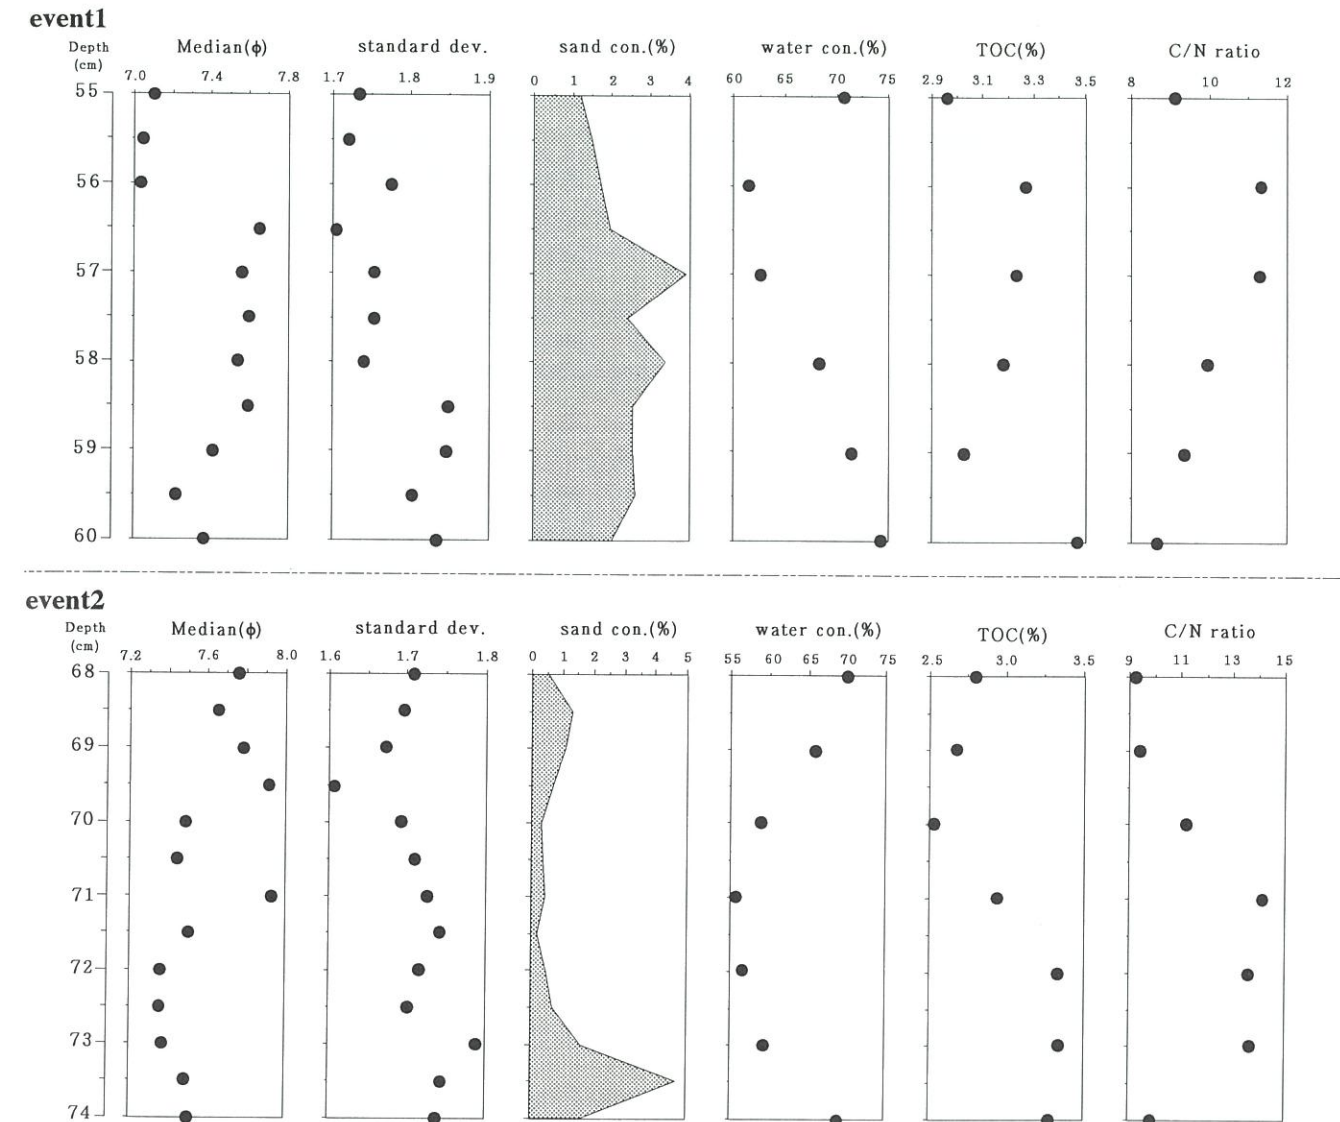 event1
Depth (cm) Median(ϕ) standard dev. sand con.(%) water con.(%) TOC(%) C/N ratio
7.0 7.4 7.8 1.7 1.8 1.9 0 1 2 3 4 60 65 70 75 2.9 3.1 3.3 3.5 8 10 12
55
56
57
58
59
60
event2
Depth (cm) Median(ϕ) standard dev. sand con.(%) water con.(%) TOC(%) C/N ratio
7.2 7.6 8.0 1.6 1.7 1.8 0 1 2 3 4 5 55 60 65 70 75 2.5 3.0 3.5 9 11 13 15
68
69
70
71
72
73
74